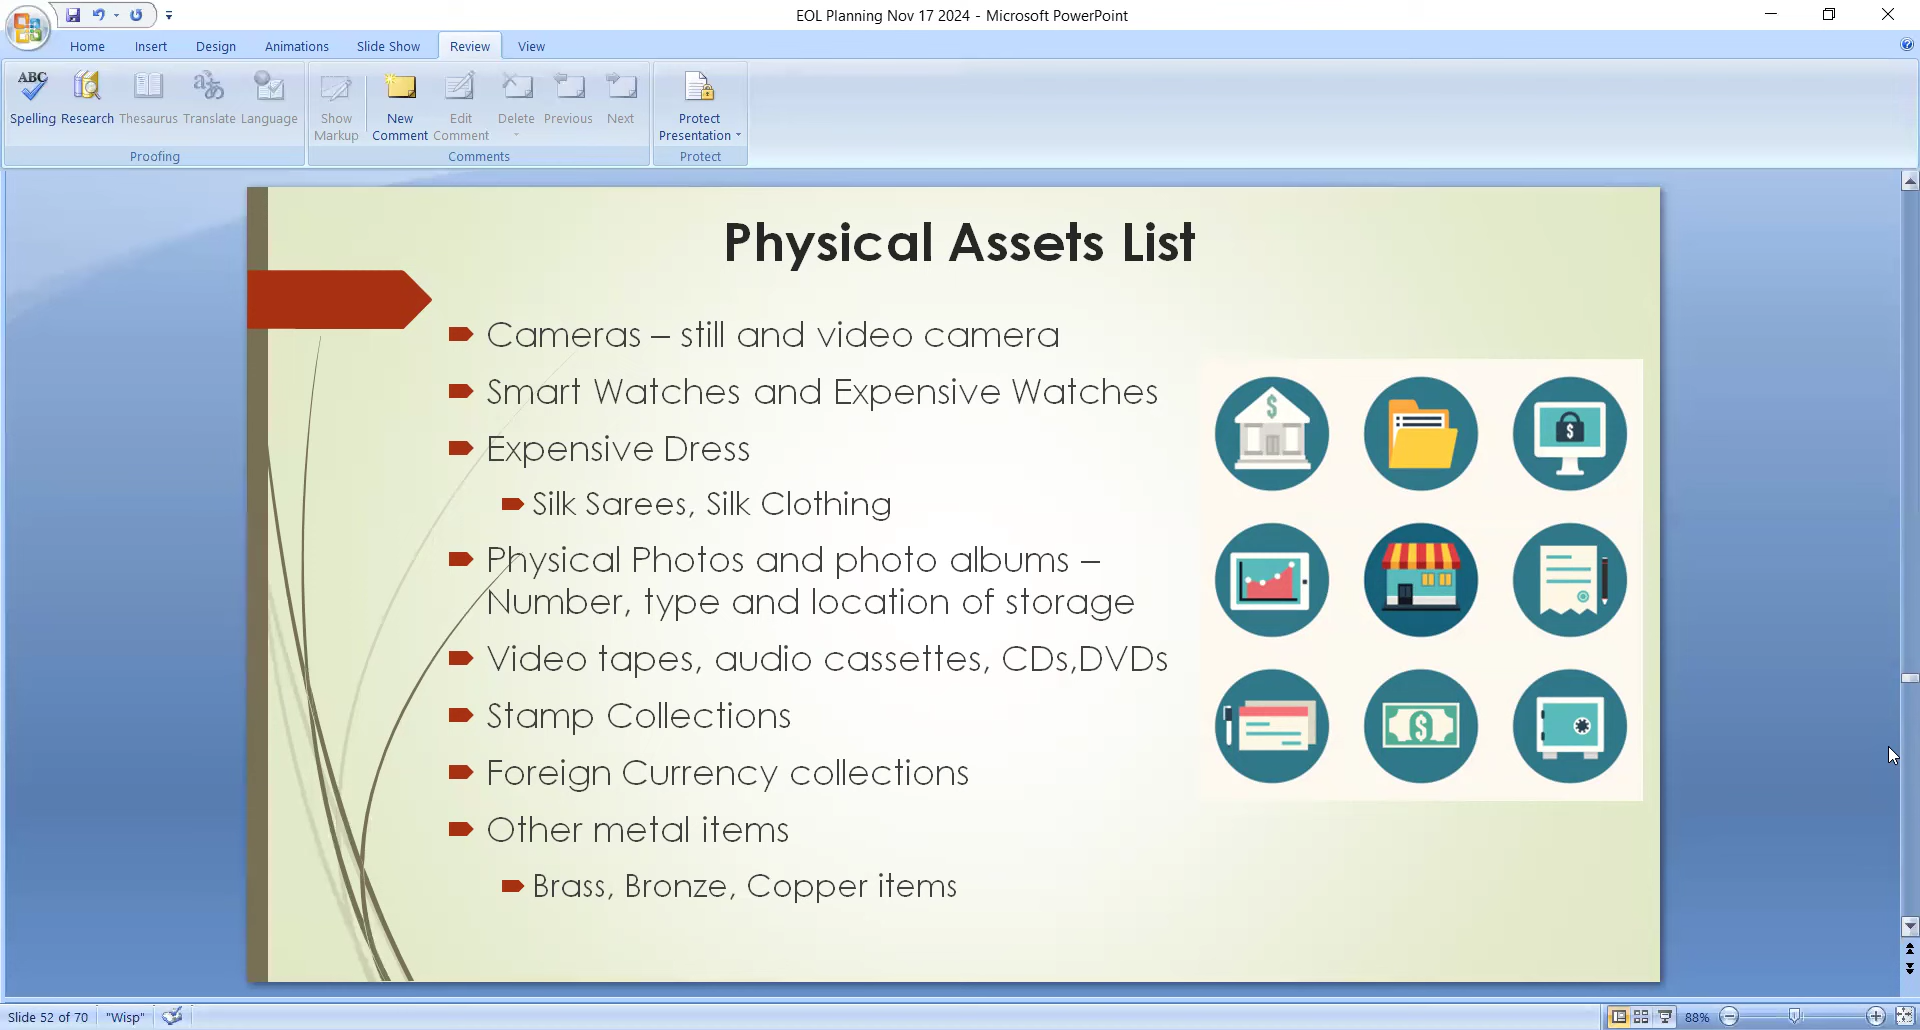 EOL Planning Nov 17 2024 - Microsoft PowerPoint
Home Insert Design Animations Slide Show Review View
ABC
Spelling Research Thesaurus Translate Language
Proofing
Show Markup
New Comment
Edit Comment
Delete Previous Next
Comments
Protect Presentation
Protect
Physical Assets List
Cameras – still and video camera
Smart Watches and Expensive Watches
Expensive Dress
Silk Sarees, Silk Clothing
Physical Photos and photo albums –
Number, type and location of storage
Video tapes, audio cassettes, CDs,DVDs
Stamp Collections
Foreign Currency collections
Other metal items
Brass, Bronze, Copper items
$
$
$
Slide 52 of 70 "Wisp" 88%